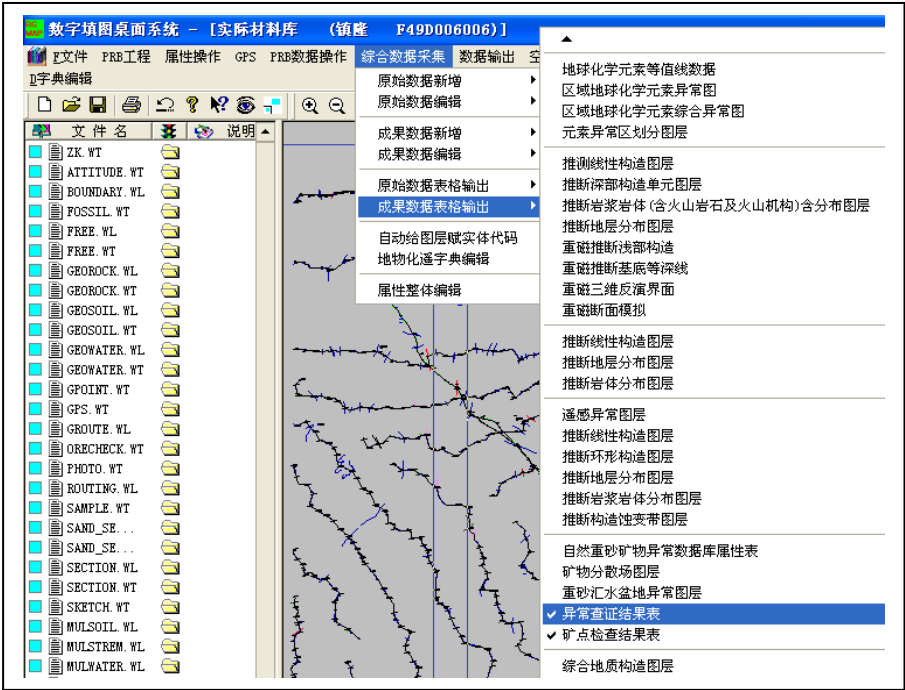 RG
MAP
数字填图桌面系统 - [实际材料库 (镇隆 F49D006006)]
F文件 PRB工程 属性操作 GPS PRB数据操作 综合数据采集 数据输出 空
D字典编辑
文件名 说明
ZK.WT
ATTITUDE.WT
BOUNDARY.WL
FOSSIL.WT
FREE.WL
FREE.WT
GEOROCK.WL
GEOROCK.WT
GEOSOIL.WL
GEOSOIL.WT
GEOWATER.WL
GEOWATER.WT
GPOINT.WT
GPS.WT
GROUTE.WL
ORECHECK.WT
PHOTO.WT
ROUTING.WL
SAMPLE.WT
SAND_SE...
SAND_SE...
SECTION.WL
SECTION.WT
SKETCH.WT
MULSOIL.WL
MULSTREM.WL
MULWATER.WL
原始数据新增
原始数据编辑
成果数据新增
成果数据编辑
原始数据表格输出
成果数据表格输出
自动给图层赋实体代码
地物化遥字典编辑
属性整体编辑
地球化学元素等值线数据
区域地球化学元素异常图
区域地球化学元素综合异常图
元素异常区划分图层
推测线性构造图层
推断深部构造单元图层
推断岩浆岩体(含火山岩石及火山机构)含分布图层
推断地层分布图层
重磁推断浅部构造
重磁推断基底等深线
重磁三维反演界面
重磁断面模拟
推断线性构造图层
推断地层分布图层
推断岩体分布图层
遥感异常图层
推断线性构造图层
推断环形构造图层
推断地层分布图层
推断岩浆岩体分布图层
推断构造蚀变带图层
自然重砂矿物异常数据库属性表
矿物分散场图层
重砂汇水盆地异常图层
异常查证结果表
矿点检查结果表
综合地质构造图层